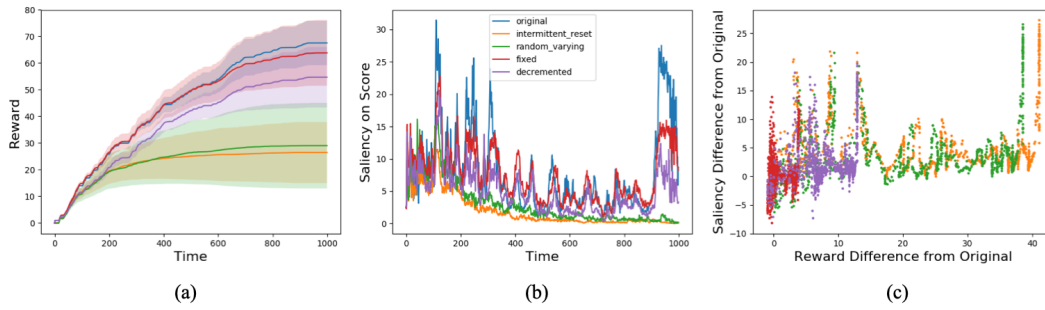 80
70
60
50
40
30
20
10
0
Reward
0 200 400 600 800 1000
Time
(a)
30
25
20
15
10
5
0
Saliency on Score
original
intermittent_reset
random_varying
fixed
decremented
0 200 400 600 800 1000
Time
(b)
25
20
15
10
5
0
−5
−10
Saliency Difference from Original
0 10 20 30 40
Reward Difference from Original
(c)